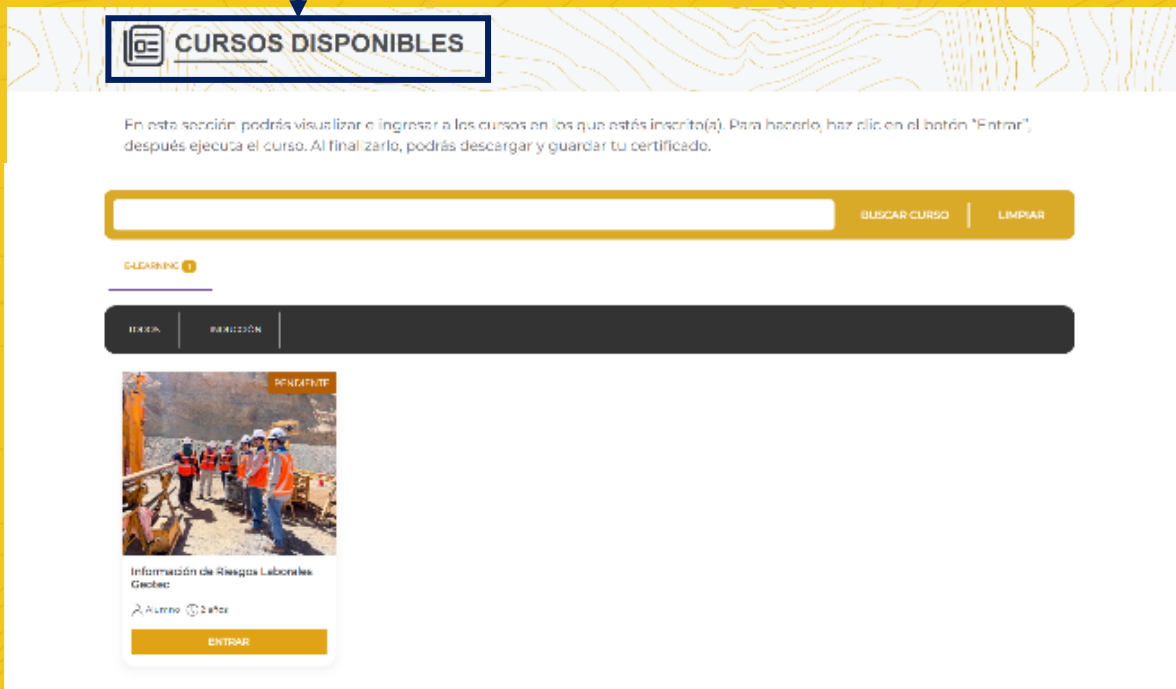 CURSOS DISPONIBLES
En esta sección podrás visualizar e ingresar a los cursos en los que estés inscrito(a). Para hacerlo, haz clic en el botón "Entrar",
después ejecuta el curso. Al finalizarlo, podrás descargar y guardar tu certificado.
BUSCAR CURSO LIMPIAR
E-LEARNING 1
TODOS INDUCCIÓN
PENDIENTE
Información de Riesgos Laborales
Geotec
Alumno 2 años
ENTRAR